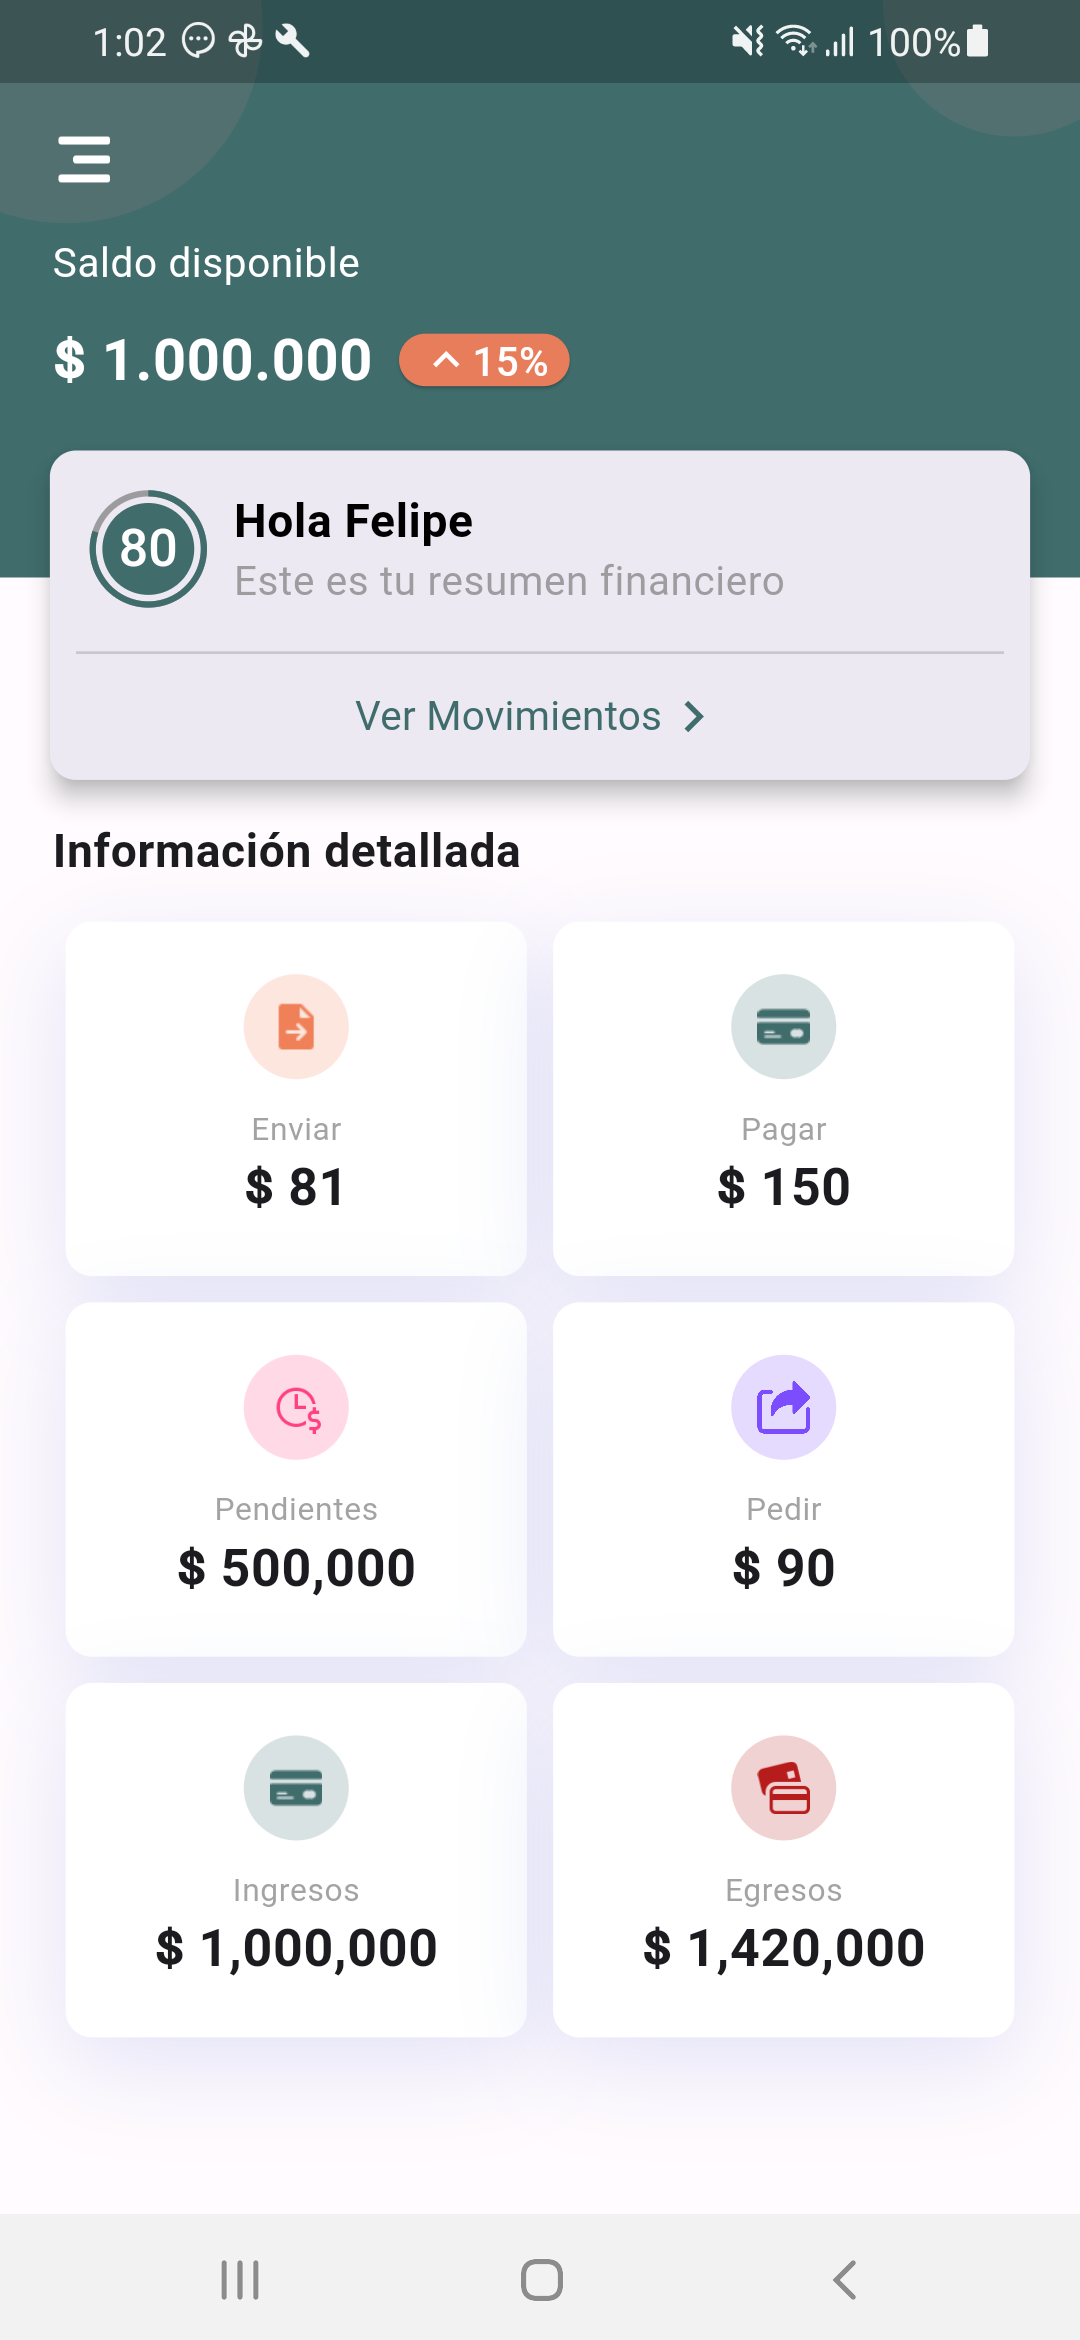 1:02 100%
Saldo disponible
$ 1.000.000 15%
80
Hola Felipe
Este es tu resumen financiero
Ver Movimientos
Información detallada
Enviar
$ 81
Pagar
$ 150
Pendientes
$ 500,000
Pedir
$ 90
Ingresos
$ 1,000,000
Egresos
$ 1,420,000